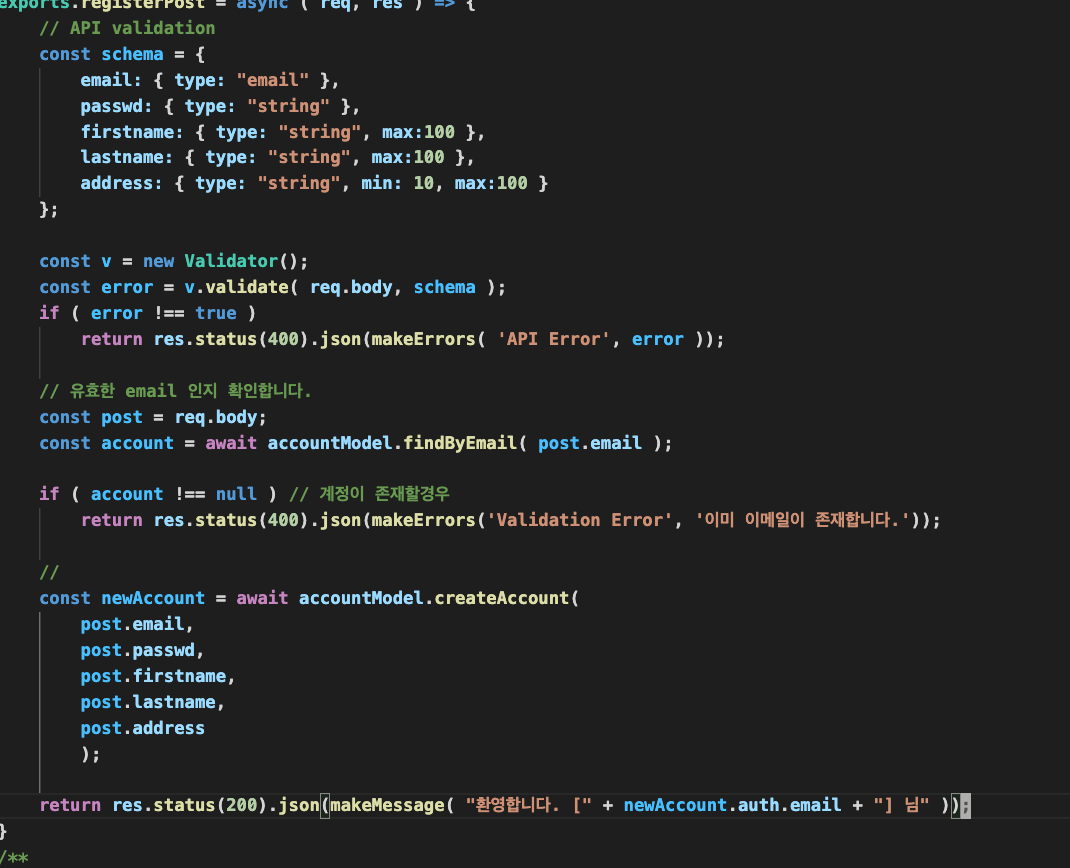 exports.registerPost = async ( req, res ) => {
    // API validation
    const schema = {
        email: { type: "email" },
        passwd: { type: "string" },
        firstname: { type: "string", max:100 },
        lastname: { type: "string", max:100 },
        address: { type: "string", min: 10, max:100 }
    };
    const v = new Validator();
    const error = v.validate( req.body, schema );
    if ( error !== true )
        return res.status(400).json(makeErrors( 'API Error', error ));
    // 유효한 email 인지 확인합니다.
    const post = req.body;
    const account = await accountModel.findByEmail( post.email );
    if ( account !== null ) // 계정이 존재할경우
        return res.status(400).json(makeErrors('Validation Error', '이미 이메일이 존재합니다.'));
    //
    const newAccount = await accountModel.createAccount(
        post.email,
        post.passwd,
        post.firstname,
        post.lastname,
        post.address
        );
    return res.status(200).json(makeMessage( "환영합니다. [" + newAccount.auth.email + "] 님" ));
}
/**